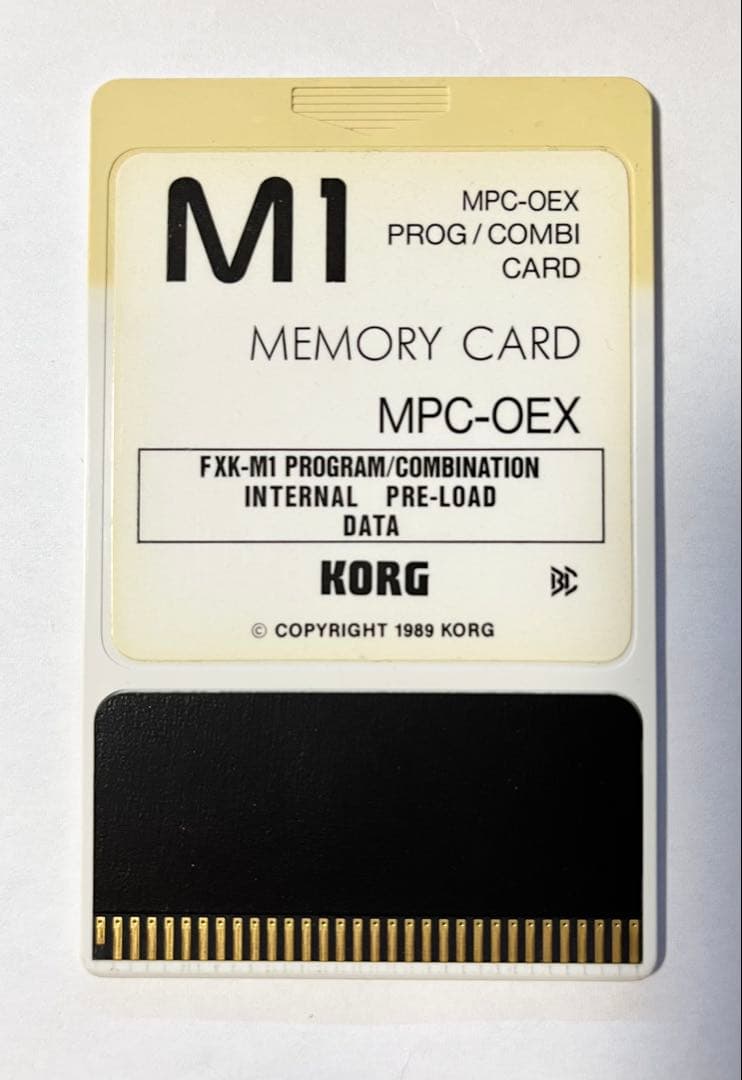 M1
MPC-OEX
PROG/COMBI
CARD
MEMORY CARD
MPC-OEX
FXK-M1 PROGRAM/COMBINATION
INTERNAL PRE-LOAD
DATA
KORG
© COPYRIGHT 1989 KORG